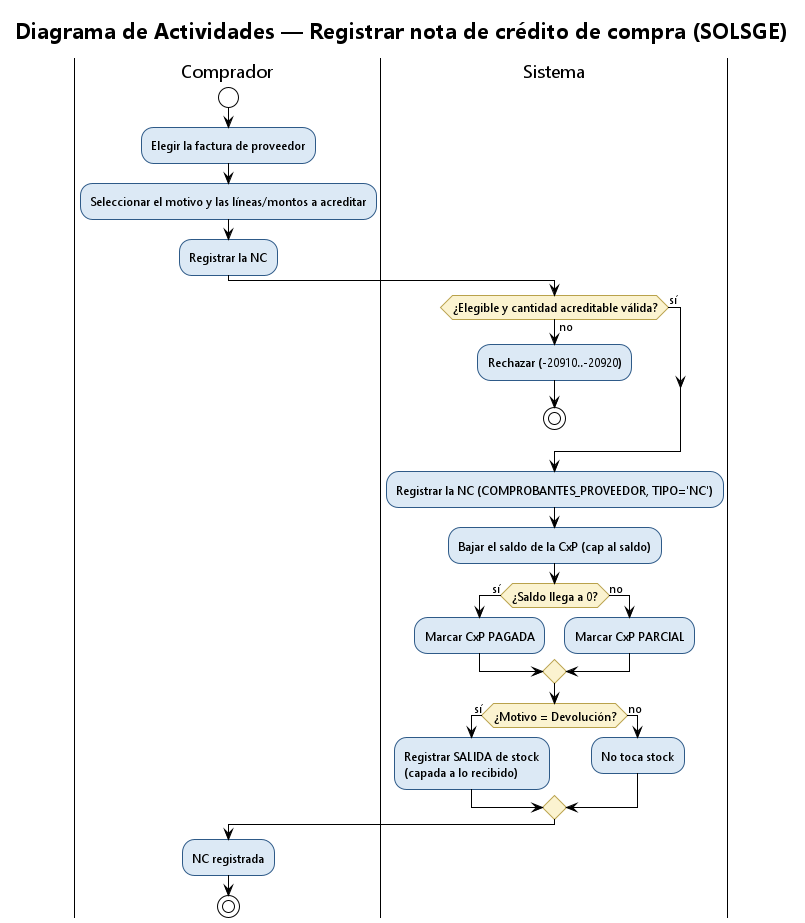 Diagrama de Actividades — Registrar nota de crédito de compra (SOLSGE)
Comprador
Sistema
Elegir la factura de proveedor
Seleccionar el motivo y las líneas/montos a acreditar
Registrar la NC
¿Elegible y cantidad acreditable válida?
sí
no
Rechazar (-20910..-20920)
Registrar la NC (COMPROBANTES_PROVEEDOR, TIPO='NC')
Bajar el saldo de la CxP (cap al saldo)
sí
¿Saldo llega a 0?
no
Marcar CxP PAGADA
Marcar CxP PARCIAL
sí
¿Motivo = Devolución?
no
Registrar SALIDA de stock
(capada a lo recibido)
No toca stock
NC registrada